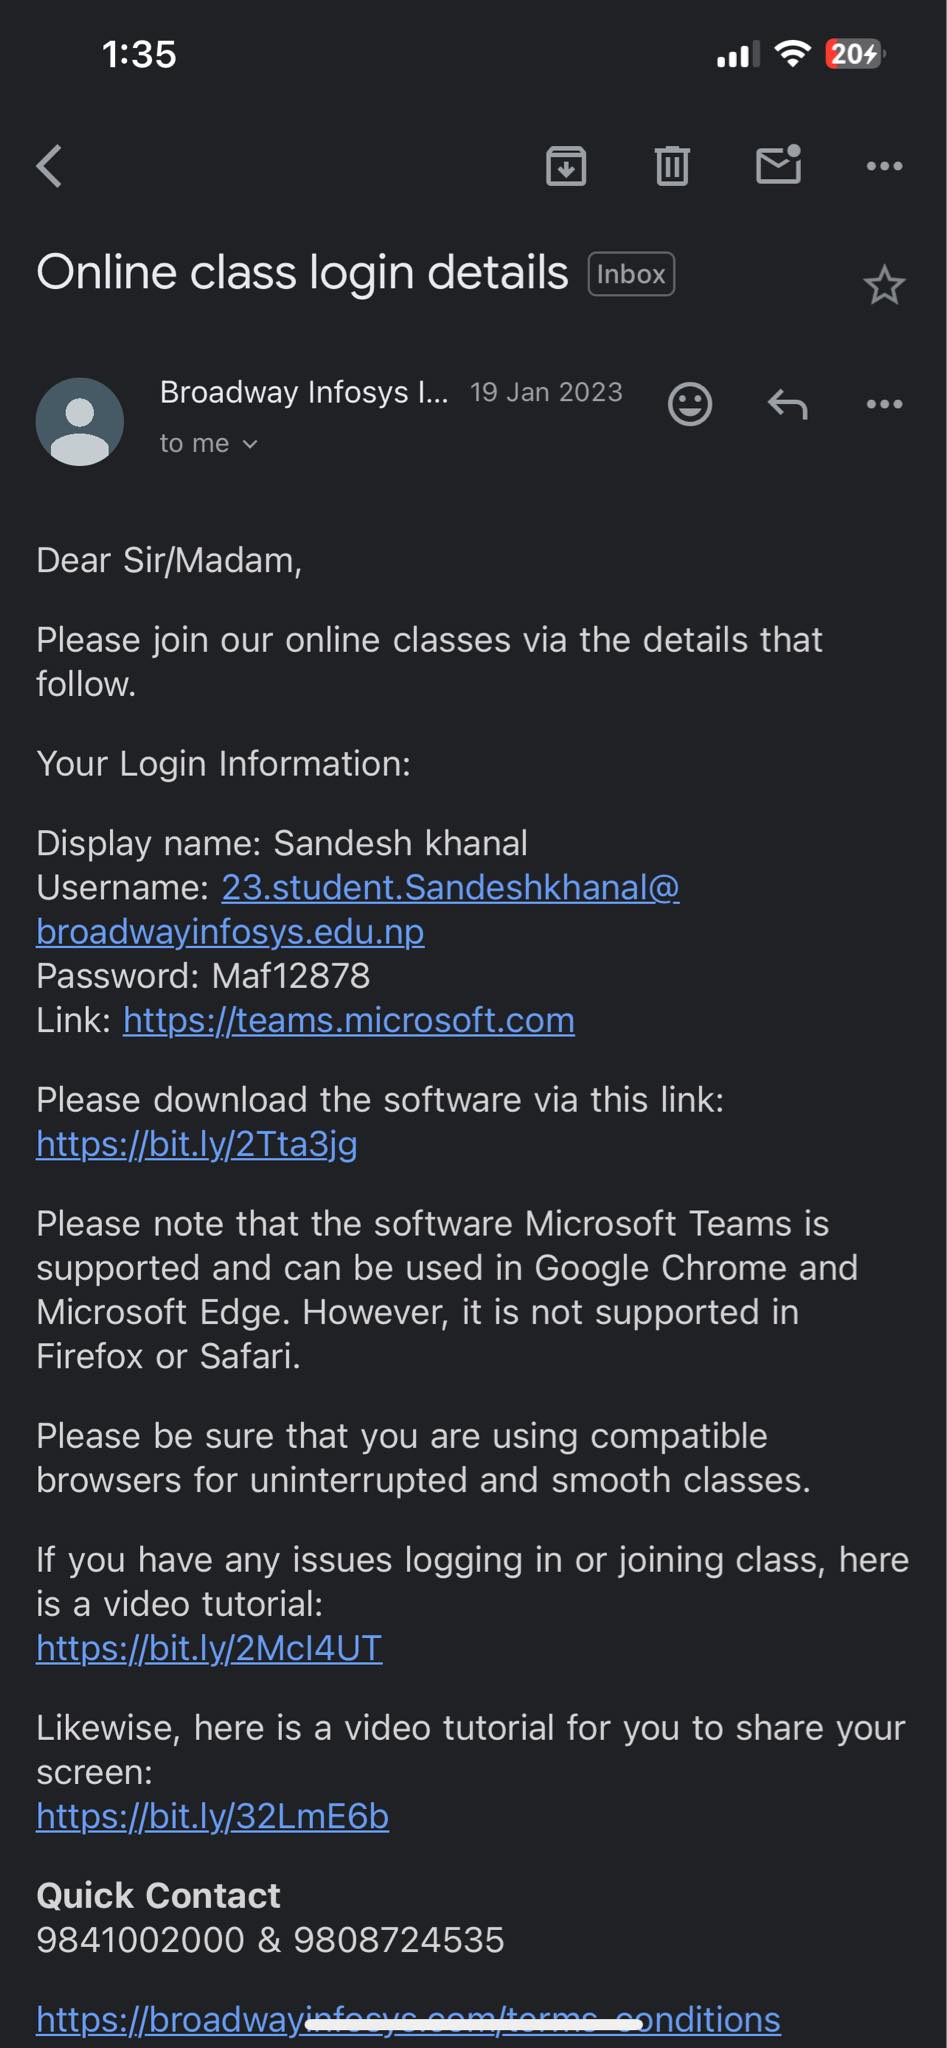 1:35
20
Online class login details Inbox
Broadway Infosys I... 19 Jan 2023
to me
Dear Sir/Madam,
Please join our online classes via the details that
follow.
Your Login Information:
Display name: Sandesh khanal
Username: 23.student.Sandeshkhanal@
broadwayinfosys.edu.np
Password: Maf12878
Link: https://teams.microsoft.com
Please download the software via this link:
https://bit.ly/2Tta3jg
Please note that the software Microsoft Teams is
supported and can be used in Google Chrome and
Microsoft Edge. However, it is not supported in
Firefox or Safari.
Please be sure that you are using compatible
browsers for uninterrupted and smooth classes.
If you have any issues logging in or joining class, here
is a video tutorial:
https://bit.ly/2McI4UT
Likewise, here is a video tutorial for you to share your
screen:
https://bit.ly/32LmE6b
Quick Contact
9841002000 & 9808724535
https://broadwayinfosys.com/terms-conditions